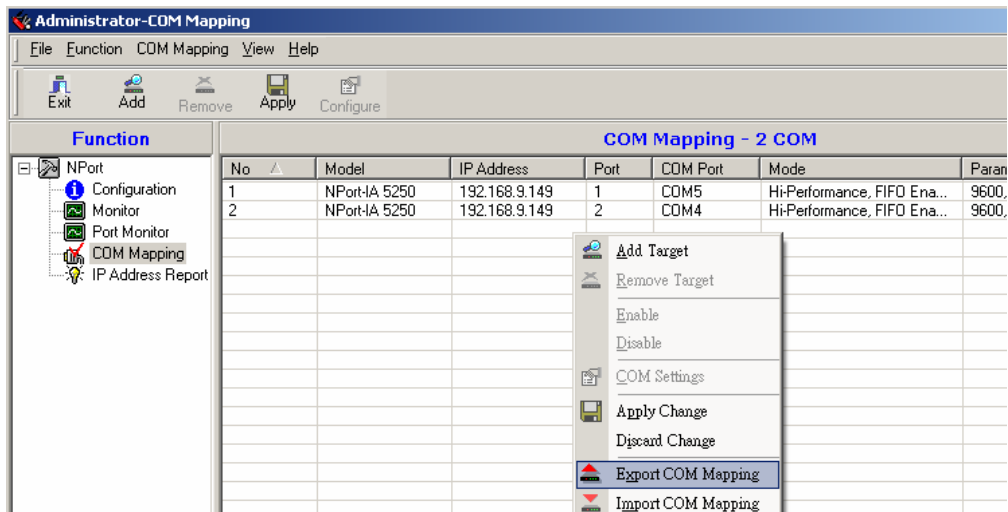 Administrator-COM Mapping
File Function COM Mapping View Help
Exit Add Remove Apply Configure
Function
COM Mapping - 2 COM
NPort
Configuration
Monitor
Port Monitor
COM Mapping
IP Address Report
No Model IP Address Port COM Port Mode Param
1 NPort-IA 5250 192.168.9.149 1 COM5 Hi-Performance, FIFO Ena... 9600,
2 NPort-IA 5250 192.168.9.149 2 COM4 Hi-Performance, FIFO Ena... 9600,
Add Target
Remove Target
Enable
Disable
COM Settings
Apply Change
Discard Change
Export COM Mapping
Import COM Mapping